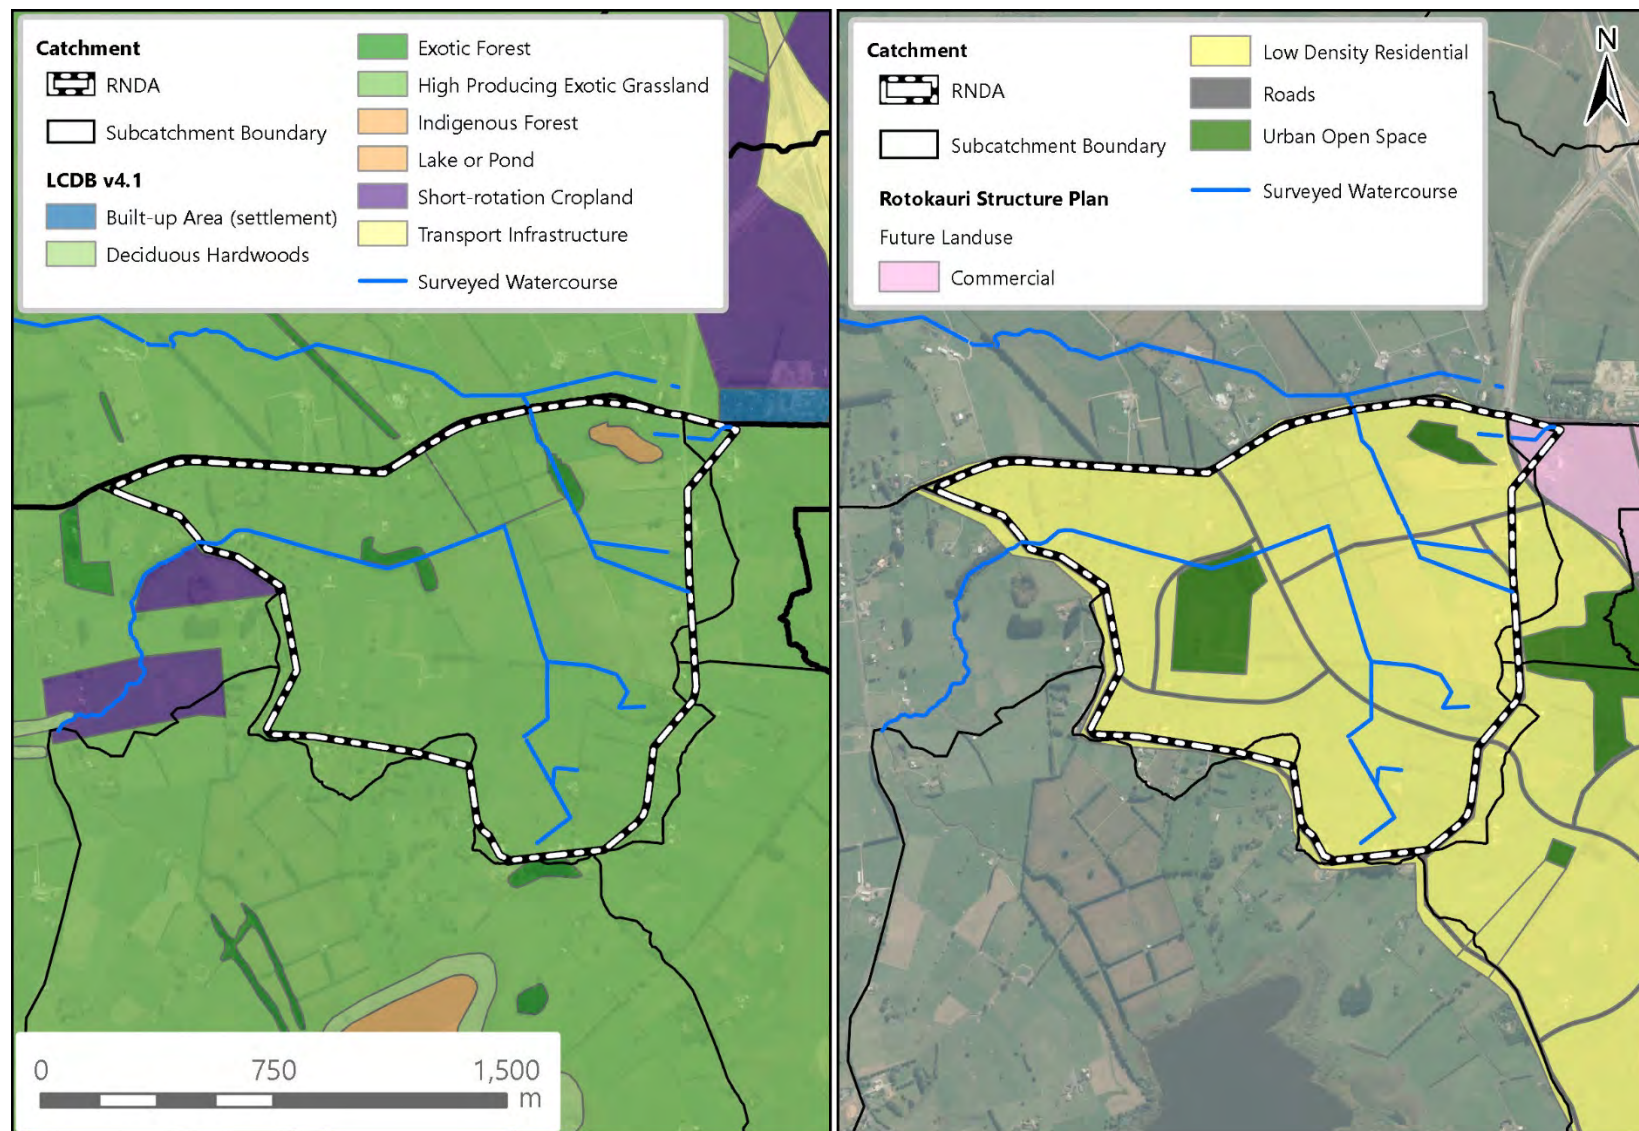 Catchment
RNDA
Subcatchment Boundary
LCDB v4.1
Built-up Area (settlement)
Deciduous Hardwoods
Exotic Forest
High Producing Exotic Grassland
Indigenous Forest
Lake or Pond
Short-rotation Cropland
Transport Infrastructure
Surveyed Watercourse
0 750 1,500
m
Catchment
RNDA
Subcatchment Boundary
Rotokauri Structure Plan
Future Landuse
Commercial
Low Density Residential
Roads
Urban Open Space
Surveyed Watercourse
N